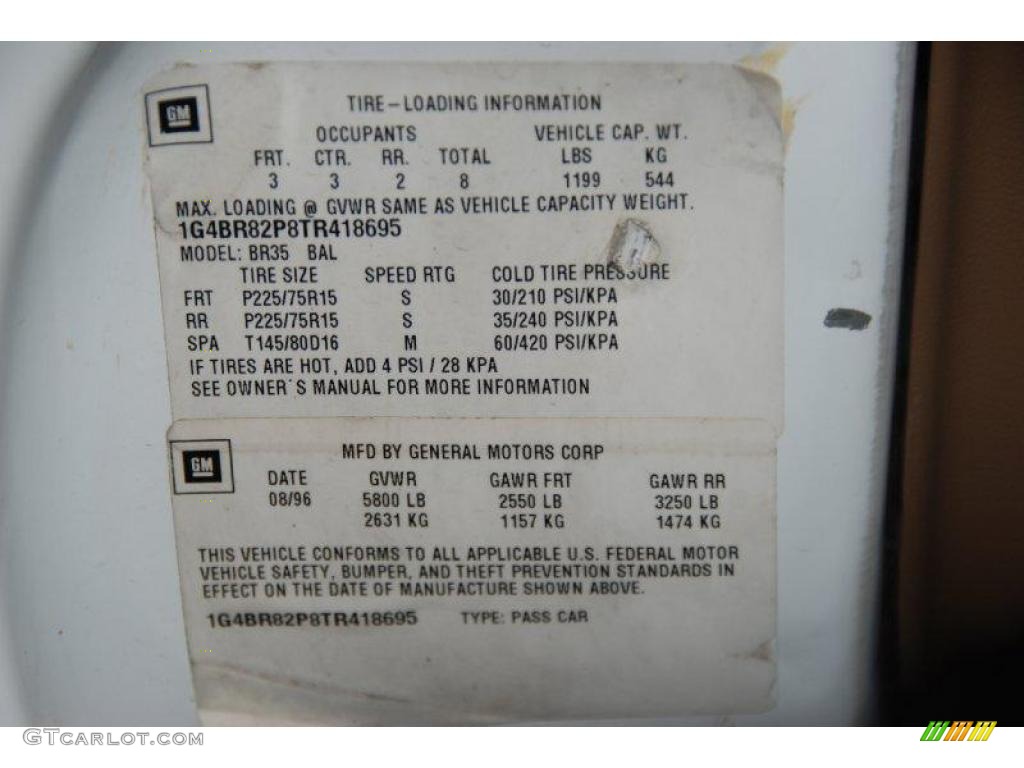 GM
TIRE-LOADING INFORMATION
OCCUPANTS VEHICLE CAP. WT.
FRT. CTR. RR. TOTAL LBS KG
3 3 2 8 1199 544
MAX. LOADING @ GVWR SAME AS VEHICLE CAPACITY WEIGHT.
1G4BR82P8TR418695
MODEL: BR35 BAL
TIRE SIZE SPEED RTG COLD TIRE PRESSURE
FRT P225/75R15 S 30/210 PSI/KPA
RR P225/75R15 S 35/240 PSI/KPA
SPA T145/80D16 M 60/420 PSI/KPA
IF TIRES ARE HOT, ADD 4 PSI / 28 KPA
SEE OWNER'S MANUAL FOR MORE INFORMATION
GM
MFD BY GENERAL MOTORS CORP
DATE GVWR GAWR FRT GAWR RR
08/96 5800 LB 2550 LB 3250 LB
2631 KG 1157 KG 1474 KG
THIS VEHICLE CONFORMS TO ALL APPLICABLE U.S. FEDERAL MOTOR
VEHICLE SAFETY, BUMPER, AND THEFT PREVENTION STANDARDS IN
EFFECT ON THE DATE OF MANUFACTURE SHOWN ABOVE.
1G4BR82P8TR418695 TYPE: PASS CAR
GTCarLot.com